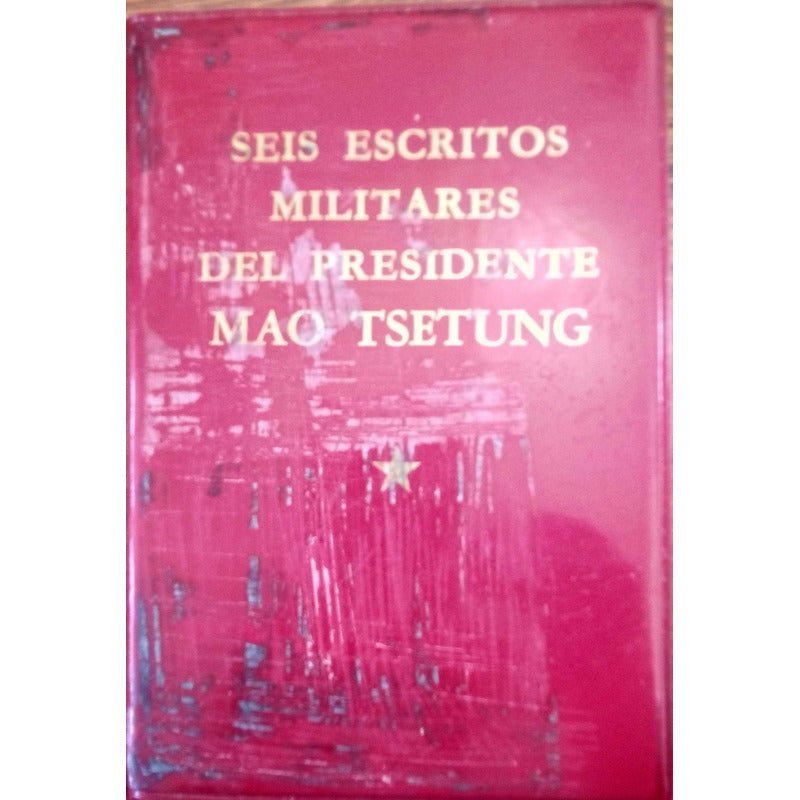 SEIS ESCRITOS
MILITARES
DEL PRESIDENTE
MAO TSETUNG